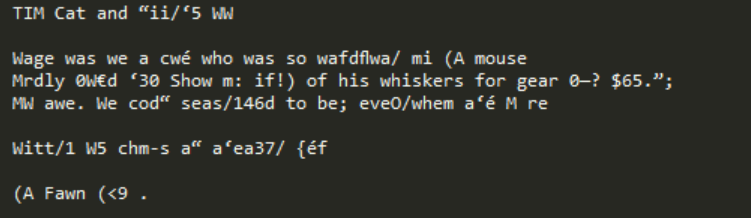 TIM Cat and “ii/‘5 WW
Wage was we a cwé who was so wafdflwa/ mi (A mouse
Mrdly 0W€d ‘30 Show m: if!) of his whiskers for gear 0—? $65.”;
MW awe. We cod“ seas/146d to be; eveO/whem a‘é M re
Witt/1 W5 chm-s a“ a‘ea37/ {éf
(A Fawn (<9 .